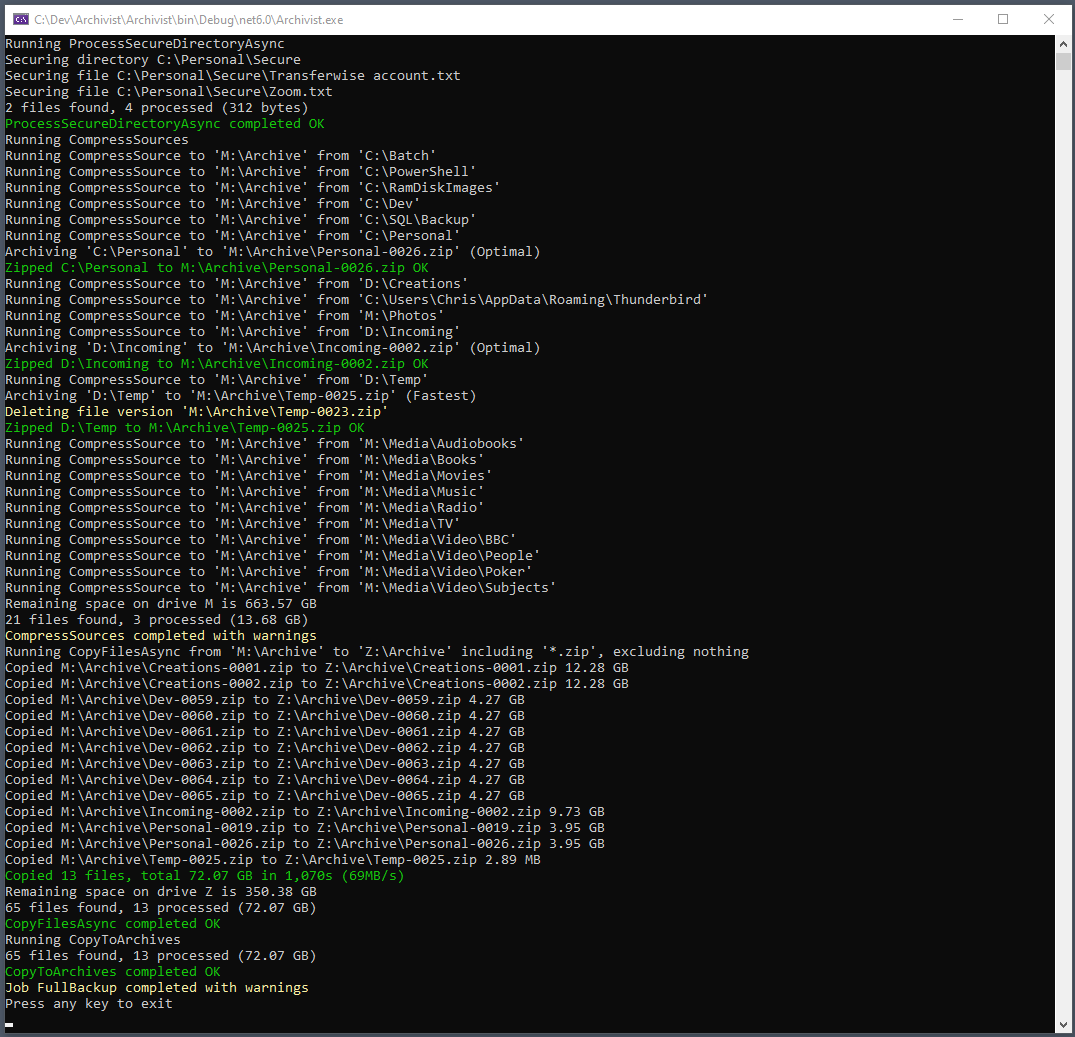 C:\Dev\Archivist\Archivist\bin\Debug\net6.0\Archivist.exe
Running ProcessSecureDirectoryAsync
Securing directory C:\Personal\Secure
Securing file C:\Personal\Secure\Transferwise account.txt
Securing file C:\Personal\Secure\Zoom.txt
2 files found, 4 processed (312 bytes)
ProcessSecureDirectoryAsync completed OK
Running CompressSources
Running CompressSource to 'M:\Archive' from 'C:\Batch'
Running CompressSource to 'M:\Archive' from 'C:\PowerShell'
Running CompressSource to 'M:\Archive' from 'C:\RamDiskImages'
Running CompressSource to 'M:\Archive' from 'C:\Dev'
Running CompressSource to 'M:\Archive' from 'C:\SQL\Backup'
Running CompressSource to 'M:\Archive' from 'C:\Personal'
Archiving 'C:\Personal' to 'M:\Archive\Personal-0026.zip' (Optimal)
Zipped C:\Personal to M:\Archive\Personal-0026.zip OK
Running CompressSource to 'M:\Archive' from 'D:\Creations'
Running CompressSource to 'M:\Archive' from 'C:\Users\Chris\AppData\Roaming\Thunderbird'
Running CompressSource to 'M:\Archive' from 'M:\Photos'
Running CompressSource to 'M:\Archive' from 'D:\Incoming'
Archiving 'D:\Incoming' to 'M:\Archive\Incoming-0002.zip' (Optimal)
Zipped D:\Incoming to M:\Archive\Incoming-0002.zip OK
Running CompressSource to 'M:\Archive' from 'D:\Temp'
Archiving 'D:\Temp' to 'M:\Archive\Temp-0025.zip' (Fastest)
Deleting file version 'M:\Archive\Temp-0023.zip'
Zipped D:\Temp to M:\Archive\Temp-0025.zip OK
Running CompressSource to 'M:\Archive' from 'M:\Media\Audiobooks'
Running CompressSource to 'M:\Archive' from 'M:\Media\Books'
Running CompressSource to 'M:\Archive' from 'M:\Media\Movies'
Running CompressSource to 'M:\Archive' from 'M:\Media\Music'
Running CompressSource to 'M:\Archive' from 'M:\Media\Radio'
Running CompressSource to 'M:\Archive' from 'M:\Media\TV'
Running CompressSource to 'M:\Archive' from 'M:\Media\Video\BBC'
Running CompressSource to 'M:\Archive' from 'M:\Media\Video\People'
Running CompressSource to 'M:\Archive' from 'M:\Media\Video\Poker'
Running CompressSource to 'M:\Archive' from 'M:\Media\Video\Subjects'
Remaining space on drive M is 663.57 GB
21 files found, 3 processed (13.68 GB)
CompressSources completed with warnings
Running CopyFilesAsync from 'M:\Archive' to 'Z:\Archive' including '*.zip', excluding nothing
Copied M:\Archive\Creations-0001.zip to Z:\Archive\Creations-0001.zip 12.28 GB
Copied M:\Archive\Creations-0002.zip to Z:\Archive\Creations-0002.zip 12.28 GB
Copied M:\Archive\Dev-0059.zip to Z:\Archive\Dev-0059.zip 4.27 GB
Copied M:\Archive\Dev-0060.zip to Z:\Archive\Dev-0060.zip 4.27 GB
Copied M:\Archive\Dev-0061.zip to Z:\Archive\Dev-0061.zip 4.27 GB
Copied M:\Archive\Dev-0062.zip to Z:\Archive\Dev-0062.zip 4.27 GB
Copied M:\Archive\Dev-0063.zip to Z:\Archive\Dev-0063.zip 4.27 GB
Copied M:\Archive\Dev-0064.zip to Z:\Archive\Dev-0064.zip 4.27 GB
Copied M:\Archive\Dev-0065.zip to Z:\Archive\Dev-0065.zip 4.27 GB
Copied M:\Archive\Incoming-0002.zip to Z:\Archive\Incoming-0002.zip 9.73 GB
Copied M:\Archive\Personal-0019.zip to Z:\Archive\Personal-0019.zip 3.95 GB
Copied M:\Archive\Personal-0026.zip to Z:\Archive\Personal-0026.zip 3.95 GB
Copied M:\Archive\Temp-0025.zip to Z:\Archive\Temp-0025.zip 2.89 MB
Copied 13 files, total 72.07 GB in 1,070s (69MB/s)
Remaining space on drive Z is 350.38 GB
65 files found, 13 processed (72.07 GB)
CopyFilesAsync completed OK
Running CopyToArchives
65 files found, 13 processed (72.07 GB)
CopyToArchives completed OK
Job FullBackup completed with warnings
Press any key to exit